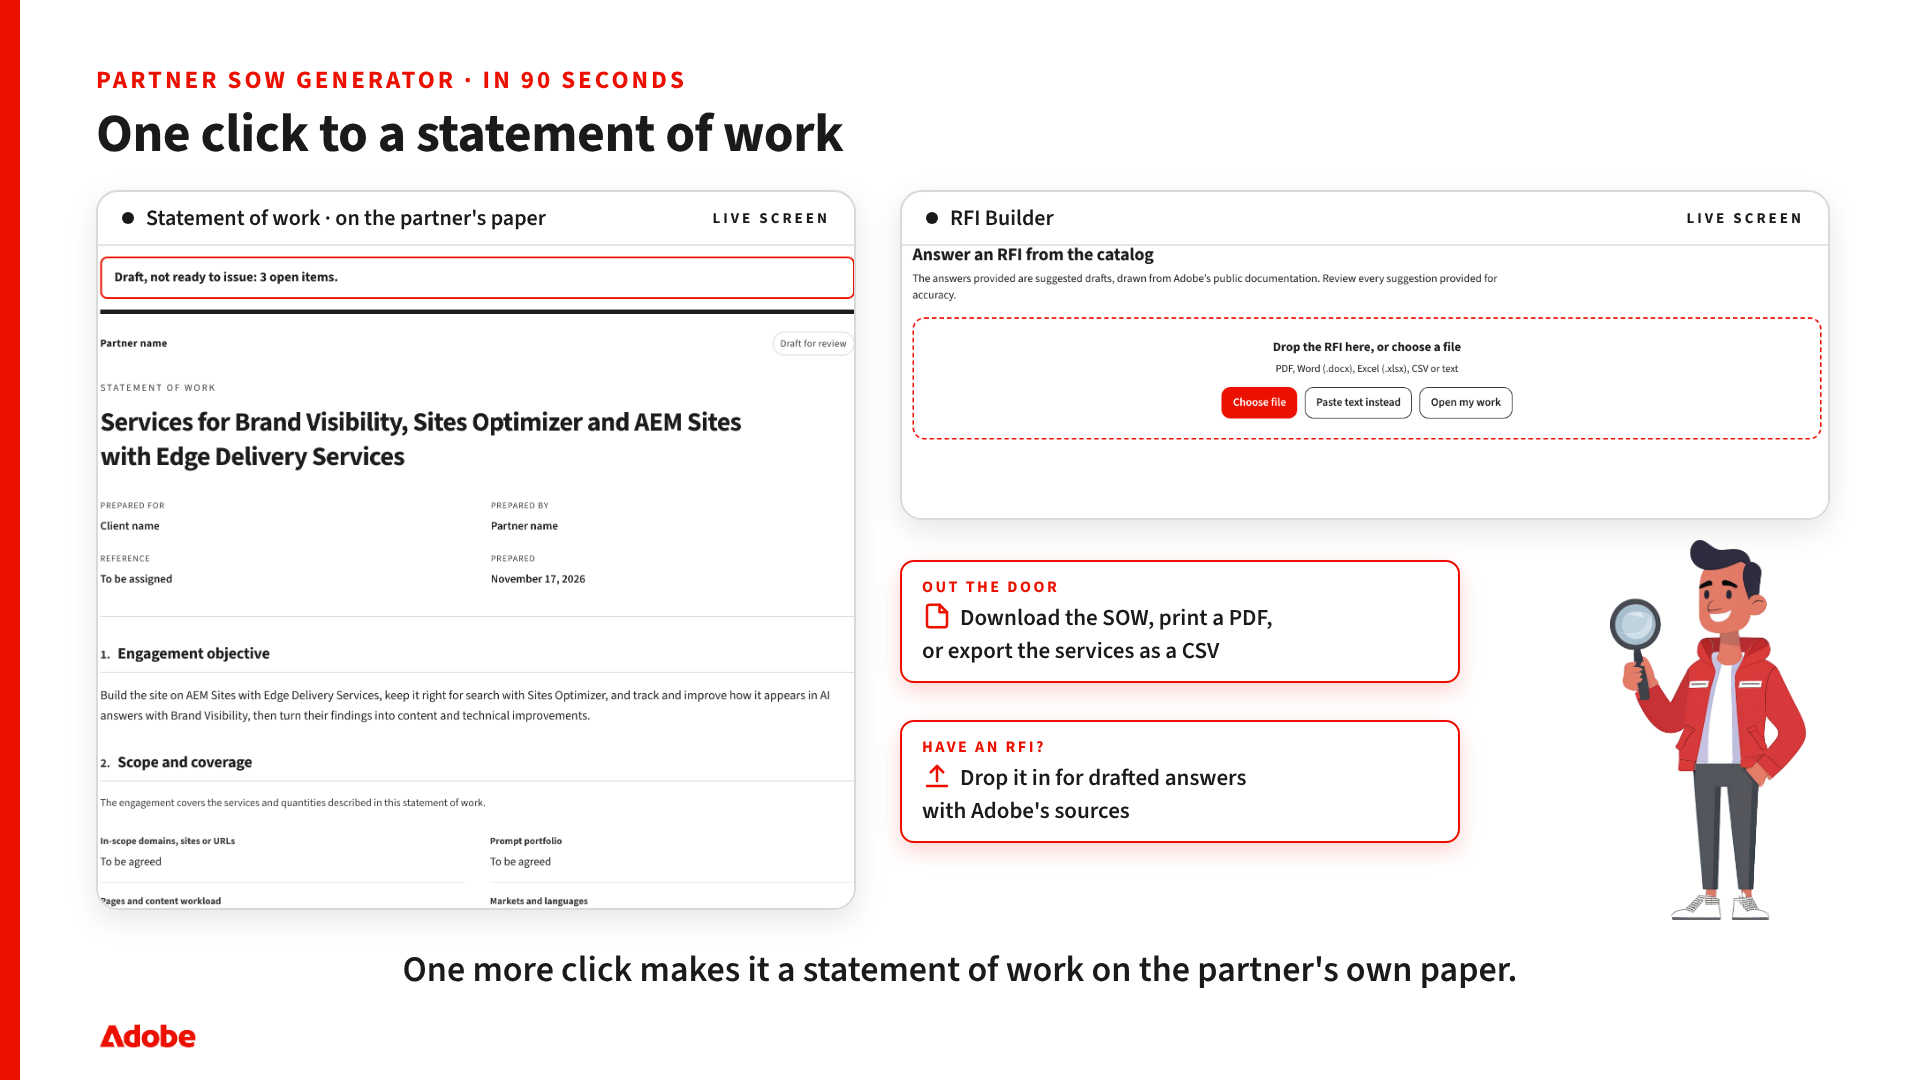 PARTNER SOW GENERATOR · IN 90 SECONDS
One click to a statement of work
Statement of work · on the partner's paper
LIVE SCREEN
Draft, not ready to issue: 3 open items.
Partner name
Draft for review
STATEMENT OF WORK
Services for Brand Visibility, Sites Optimizer and AEM Sites
with Edge Delivery Services
PREPARED FOR
PREPARED BY
Client name
Partner name
REFERENCE
PREPARED
To be assigned
November 17, 2026
1. Engagement objective
Build the site on AEM Sites with Edge Delivery Services, keep it right for search with Sites Optimizer, and track and improve how it appears in AI
answers with Brand Visibility, then turn their findings into content and technical improvements.
2. Scope and coverage
The engagement covers the services and quantities described in this statement of work.
In-scope domains, sites or URLs
Prompt portfolio
To be agreed
To be agreed
Pages and content workload
Markets and languages
RFI Builder
LIVE SCREEN
Answer an RFI from the catalog
The answers provided are suggested drafts, drawn from Adobe's public documentation. Review every suggestion provided for
accuracy.
Drop the RFI here, or choose a file
PDF, Word (.docx), Excel (.xlsx), CSV or text
Choose file
Paste text instead
Open my work
OUT THE DOOR
Download the SOW, print a PDF,
or export the services as a CSV
HAVE AN RFI?
Drop it in for drafted answers
with Adobe's sources
One more click makes it a statement of work on the partner's own paper.
Adobe